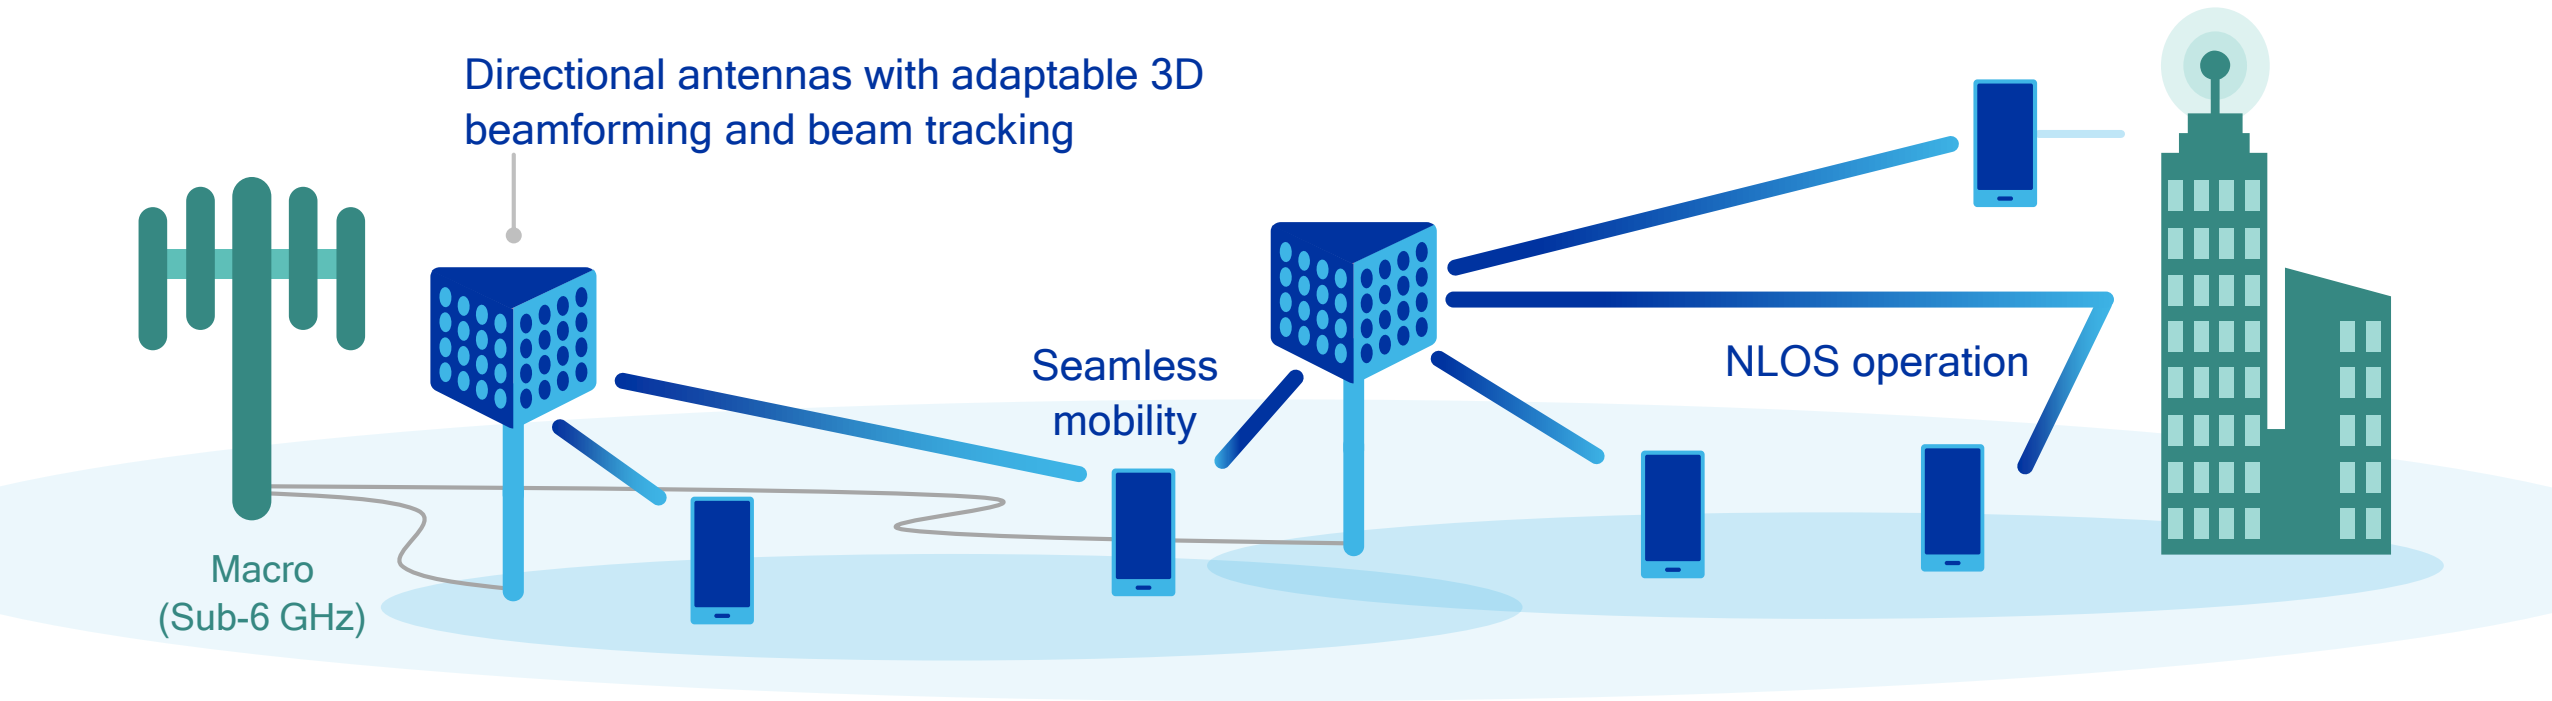 Directional antennas with adaptable 3D
beamforming and beam tracking
Seamless
mobility
NLOS operation
Macro
(Sub-6 GHz)